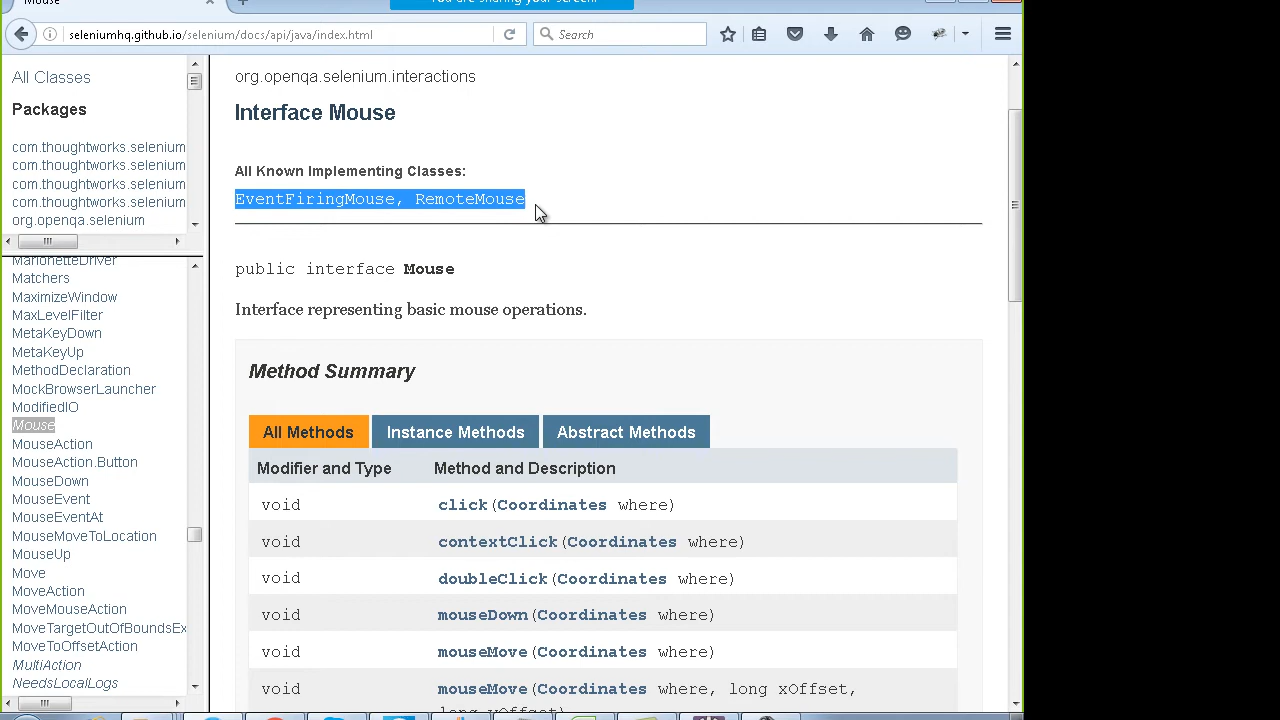 Mouse
You are sharing your screen!
seleniumhq.github.io/selenium/docs/api/java/index.html
Search
All Classes
Packages
com.thoughtworks.selenium
com.thoughtworks.selenium
com.thoughtworks.selenium
com.thoughtworks.selenium
org.openqa.selenium
MarionetteDriver
Matchers
MaximizeWindow
MaxLevelFilter
MetaKeyDown
MetaKeyUp
MethodDeclaration
MockBrowserLauncher
ModifiedIO
Mouse
MouseAction
MouseAction.Button
MouseDown
MouseEvent
MouseEventAt
MouseMoveToLocation
MouseUp
Move
MoveAction
MoveMouseAction
MoveTargetOutOfBoundsEx
MoveToOffsetAction
MultiAction
NeedsLocalLogs
org.openqa.selenium.interactions
Interface Mouse
All Known Implementing Classes:
EventFiringMouse, RemoteMouse
public interface Mouse
Interface representing basic mouse operations.
Method Summary
All Methods Instance Methods Abstract Methods
Modifier and Type Method and Description
void click(Coordinates where)
void contextClick(Coordinates where)
void doubleClick(Coordinates where)
void mouseDown(Coordinates where)
void mouseMove(Coordinates where)
void mouseMove(Coordinates where, long xOffset,
long yOffset)